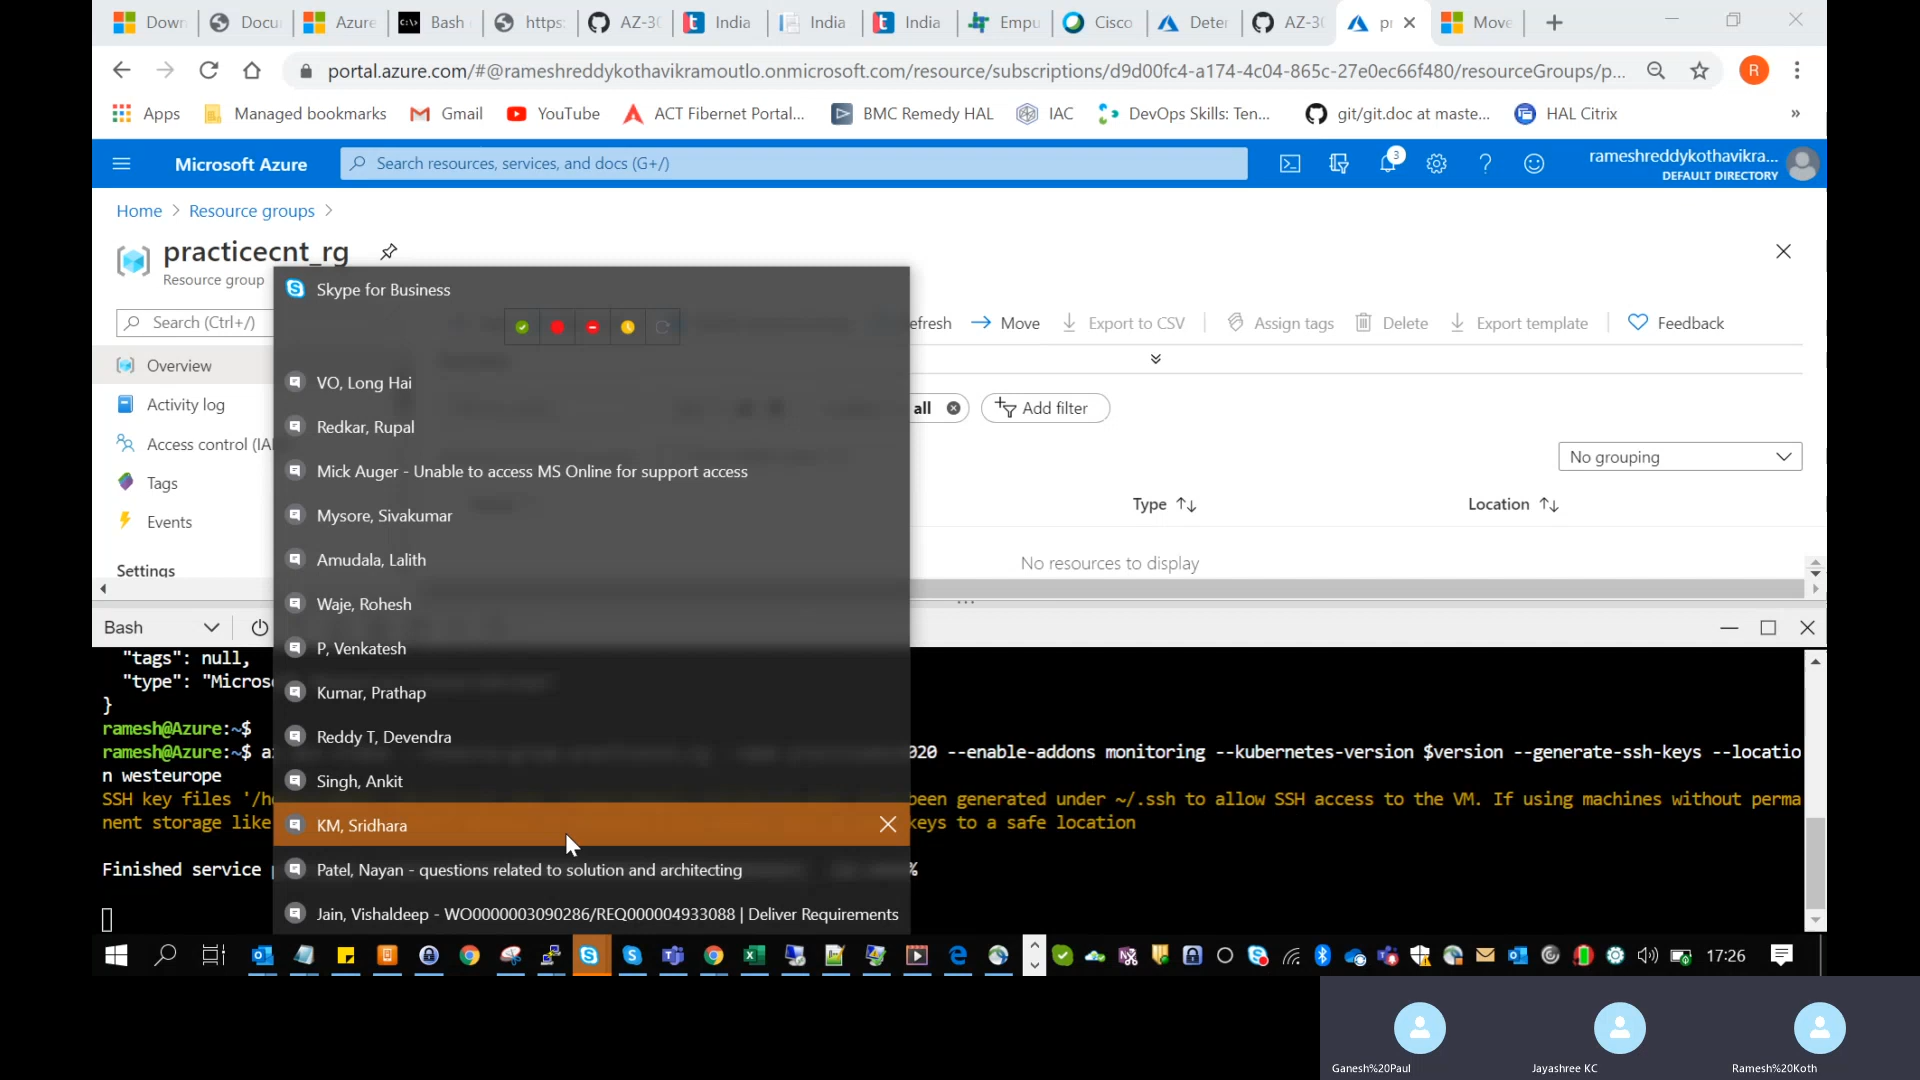 Down
Docu
Azure
Bash
https:
AZ-30
India
India
India
Empu
Cisco
Deter
AZ-30
pr
Move
portal.azure.com/#@rameshreddykothavikramoutlo.onmicrosoft.com/resource/subscriptions/d9d00fc4-a174-4c04-865c-27e0ec66f480/resourceGroups/p...
R
Apps
Managed bookmarks
Gmail
YouTube
ACT Fibernet Portal...
BMC Remedy HAL
IAC
DevOps Skills: Ten...
git/git.doc at maste...
HAL Citrix
»
Microsoft Azure
Search resources, services, and docs (G+/)
3
rameshreddykothavikra...
DEFAULT DIRECTORY
Home > Resource groups >
practicecnt_rg
Resource group
Search (Ctrl+/)
Overview
Activity log
Access control (IA
Tags
Events
Settings
Skype for Business
VO, Long Hai
Redkar, Rupal
Mick Auger - Unable to access MS Online for support access
Mysore, Sivakumar
Amudala, Lalith
Waje, Rohesh
P, Venkatesh
Kumar, Prathap
Reddy T, Devendra
Singh, Ankit
KM, Sridhara
Patel, Nayan - questions related to solution and architecting
Jain, Vishaldeep - WO0000003090286/REQ000004933088 | Deliver Requirements
efresh
Move
Export to CSV
Assign tags
Delete
Export template
Feedback
all
Add filter
No grouping
Type
Location
No resources to display
Bash
"tags": null,
"type": "Micros
}
ramesh@Azure:~$
ramesh@Azure:~$ a 020 --enable-addons monitoring --kubernetes-version $version --generate-ssh-keys --locatio
n westeurope
SSH key files '/h een generated under ~/.ssh to allow SSH access to the VM. If using machines without perma
nent storage like keys to a safe location
Finished service %
17:26
Ganesh%20Paul
Jayashree KC
Ramesh%20Koth